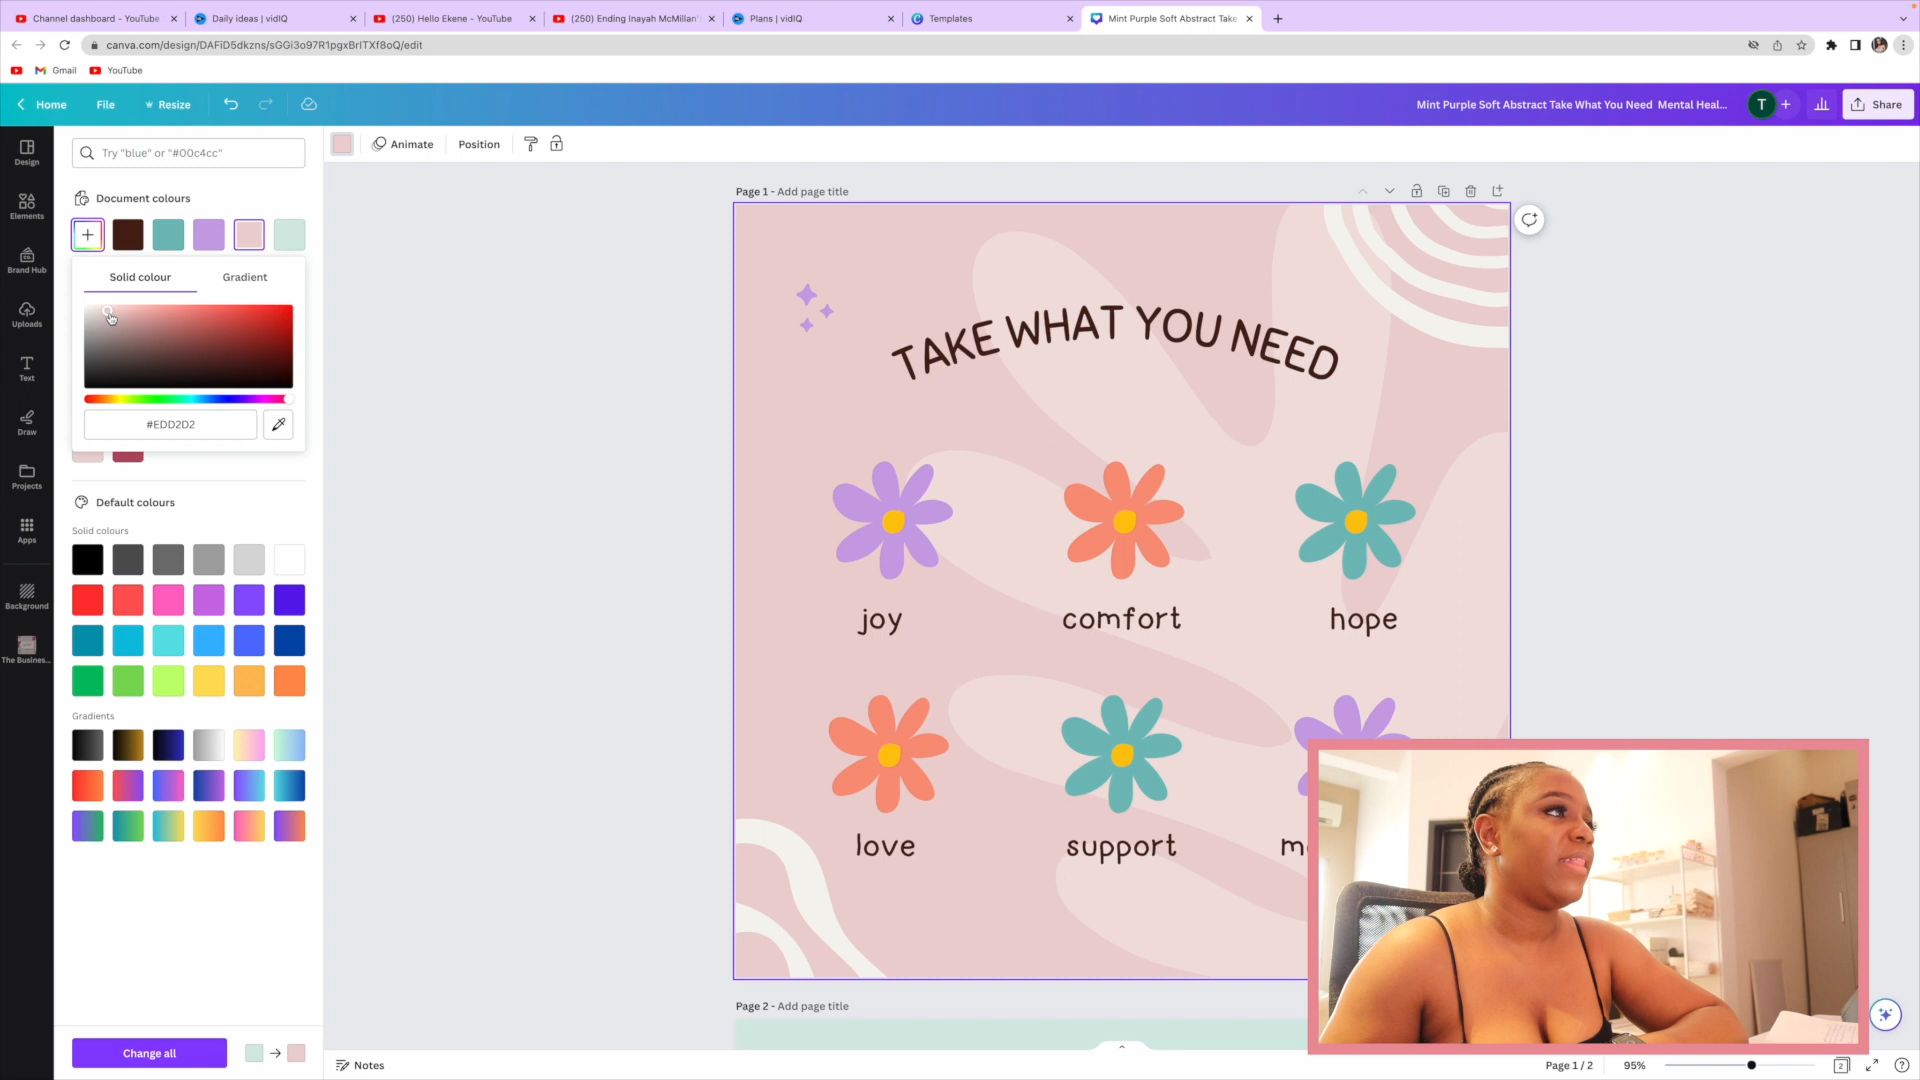 Channel dashboard - YouTube
Daily ideas | vidIQ
(250) Hello Ekene - YouTube
(250) Ending Inayah McMillan'
Plans | vidIQ
Templates
Mint Purple Soft Abstract Take
canva.com/design/DAFiD5dkzns/sGGi3o97R1pgxBrITXf8oQ/edit
Gmail
YouTube
Home
File
Resize
Mint Purple Soft Abstract Take What You Need Mental Heal...
T
Share
Design
Elements
Brand Hub
Uploads
Text
Draw
Projects
Apps
Background
The Busines...
Try "blue" or "#00c4cc"
Document colours
Solid colour
Gradient
#EDD2D2
Default colours
Solid colours
Gradients
Change all
Animate
Position
Page 1 - Add page title
TAKE WHAT YOU NEED
joy
comfort
hope
love
support
Page 2 - Add page title
Notes
Page 1 / 2
95%
2